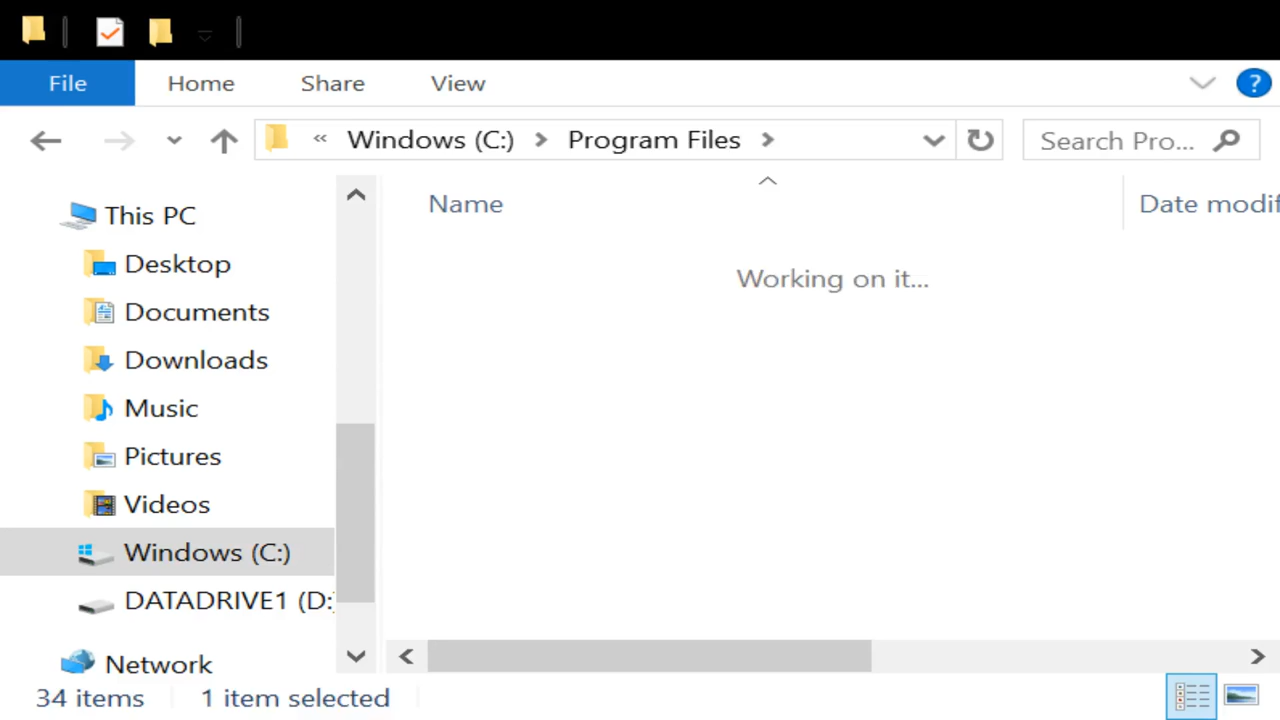 File Home Share View ?
« Windows (C:) Program Files Search Pro...
Name Date modif
Working on it...
This PC
Desktop
Documents
Downloads
Music
Pictures
Videos
Windows (C:)
DATADRIVE1 (D:
Network
34 items 1 item selected